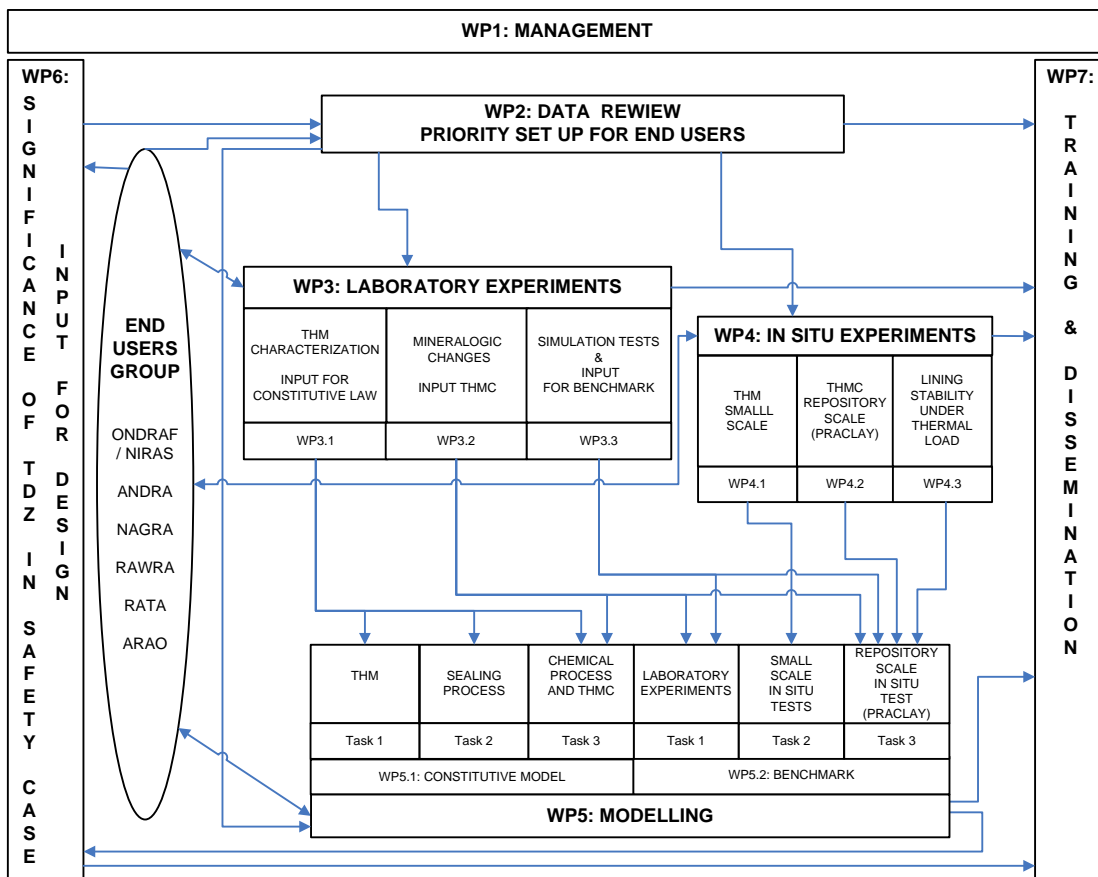 WP1: MANAGEMENT
WP6:
SIGNIFICANCE OF TDZ IN SAFETY CASE
INPUT FOR DESIGN
WP7:
TRAINING & DISSEMINATION
WP2: DATA REWIEW
PRIORITY SET UP FOR END USERS
END
USERS
GROUP
ONDRAF
/ NIRAS
ANDRA
NAGRA
RAWRA
RATA
ARAO
WP3: LABORATORY EXPERIMENTS
THM
CHARACTERIZATION
INPUT FOR
CONSTITUTIVE LAW
WP3.1
MINERALOGIC
CHANGES
INPUT THMC
WP3.2
SIMULATION TESTS
&
INPUT
FOR BENCHMARK
WP3.3
WP4: IN SITU EXPERIMENTS
THM
SMALLL
SCALE
WP4.1
THMC
REPOSITORY
SCALE
(PRACLAY)
WP4.2
LINING
STABILITY
UNDER
THERMAL
LOAD
WP4.3
THM
Task 1
SEALING
PROCESS
Task 2
CHEMICAL
PROCESS
AND THMC
Task 3
LABORATORY
EXPERIMENTS
Task 1
SMALL
SCALE
IN SITU
TESTS
Task 2
REPOSITORY
SCALE
IN SITU
TEST
(PRACLAY)
Task 3
WP5.1: CONSTITUTIVE MODEL
WP5.2: BENCHMARK
WP5: MODELLING